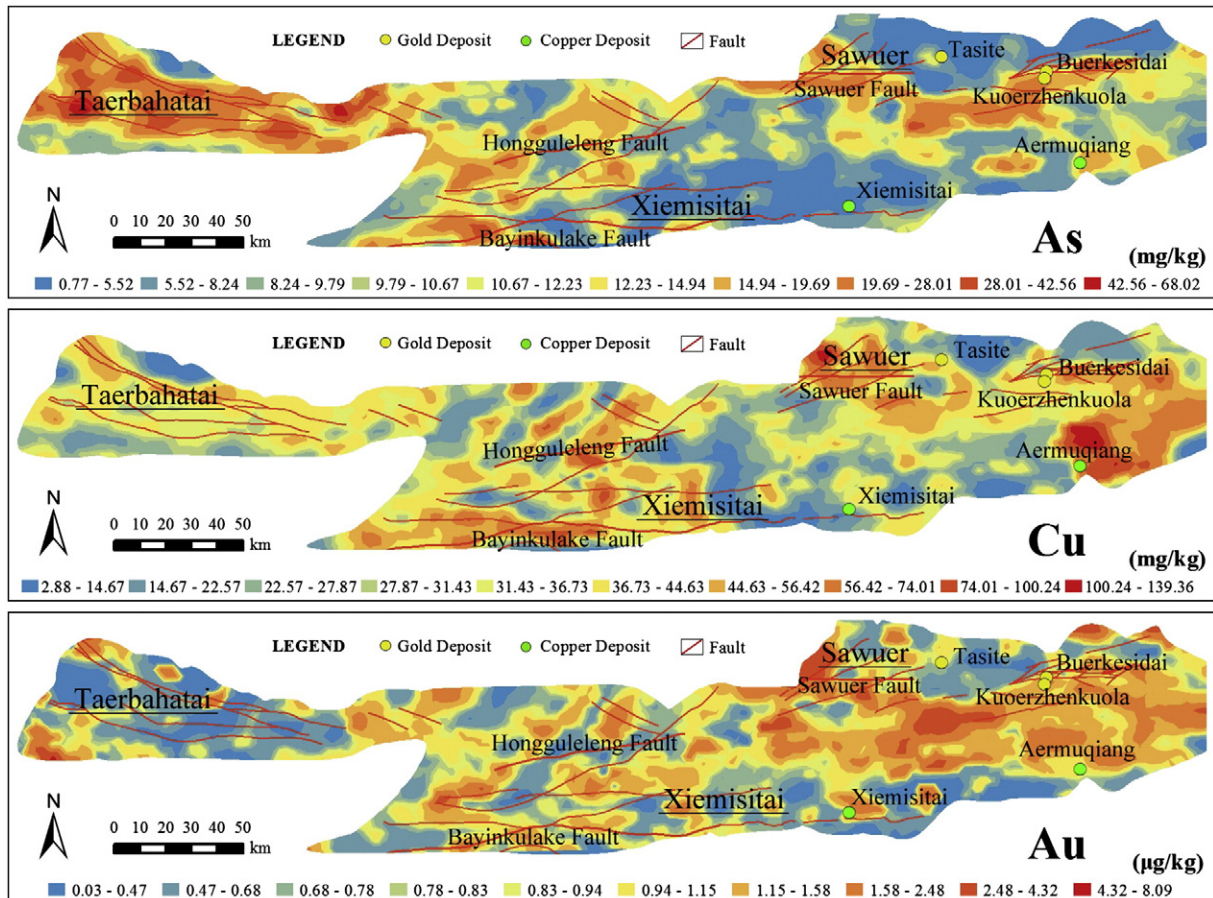 LEGEND Gold Deposit Copper Deposit Fault
Sawuer
Tasite
Buerkesidai
Sawuer Fault
Kuoerzhenkuola
Taerbahatai
Honguleleng Fault
Aermuqiang
N
Xiemisitai
Xiemisitai
0 10 20 30 40 50
km
Bayinkulake Fault
As
(mg/kg)
0.77 - 5.52 5.52 - 8.24 8.24 - 9.79 9.79 - 10.67 10.67 - 12.23 12.23 - 14.94 14.94 - 19.69 19.69 - 28.01 28.01 - 42.56 42.56 - 68.02
LEGEND Gold Deposit Copper Deposit Fault
Sawuer
Tasite
Buerkesidai
Sawuer Fault
Kuoerzhenkuola
Taerbahatai
Hongguleleng Fault
Aermuqiang
N
Xiemisitai
Xiemisitai
0 10 20 30 40 50
km
Bayinkulake Fault
Cu
(mg/kg)
2.88 - 14.67 14.67 - 22.57 22.57 - 27.87 27.87 - 31.43 31.43 - 36.73 36.73 - 44.63 44.63 - 56.42 56.42 - 74.01 74.01 - 100.24 100.24 - 139.36
LEGEND Gold Deposit Copper Deposit Fault
Sawuer
Tasite
Buerkesidai
Sawuer Fault
Kuoerzhenkuola
Taerbahatai
Hongguleleng Fault
Aermuqiang
N
Xiemisitai
Xiemisitai
0 10 20 30 40 50
km
Bayinkulake Fault
Au
(μg/kg)
0.03 - 0.47 0.47 - 0.68 0.68 - 0.78 0.78 - 0.83 0.83 - 0.94 0.94 - 1.15 1.15 - 1.58 1.58 - 2.48 2.48 - 4.32 4.32 - 8.09